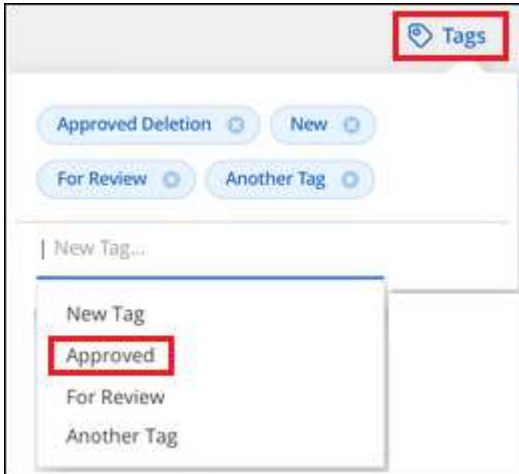 Tags
Approved Deletion New
For Review Another Tag
New Tag...
New Tag
Approved
For Review
Another Tag